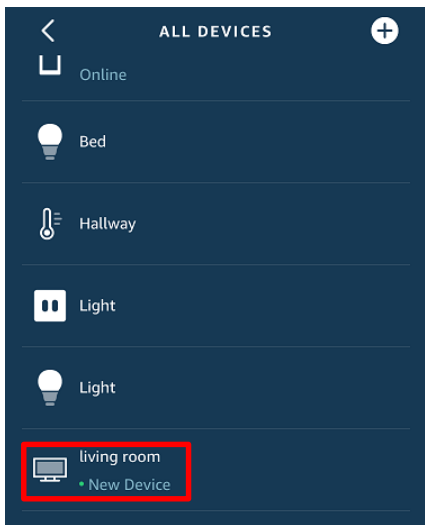 ALL DEVICES
Online
Bed
Hallway
Light
Light
living room
• New Device